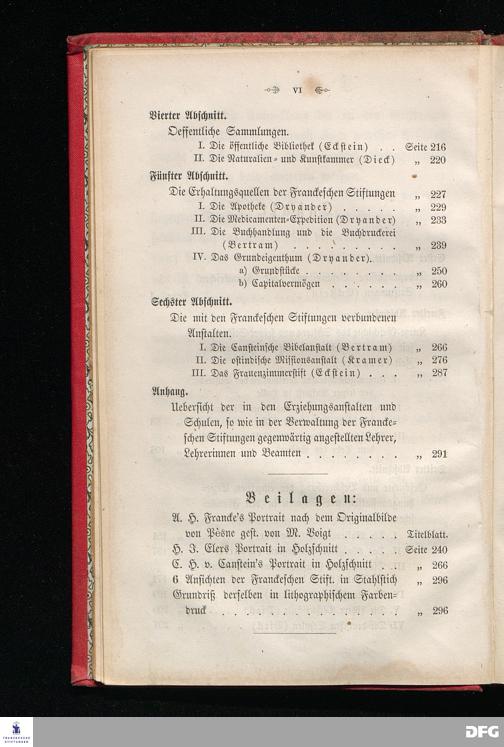 VI
Vierter Abschnitt.
Oeffentliche Sammlungen.
I. Die öffentliche Bibliothek (Eckstein) . . Seite 216
II. Die Naturalien- und Kunstkammer (Dieck) „ 220
Fünfter Abschnitt.
Die Erhaltungsquellen der Franckeschen Stiftungen „ 227
I. Die Apotheke (Dryander) . . . . . „ 229
II. Die Medicamenten-Expedition (Dryander) „ 233
III. Die Buchhandlung und die Buchdruckerei
(Bertram) . . . . . . . . . „ 239
IV. Das Grundeigenthum (Dryander).
a) Grundstücke . . . . . . . . „ 250
b) Capitalvermögen . . . . . . „ 260
Sechster Abschnitt.
Die mit den Franckeschen Stiftungen verbundenen
Anstalten.
I. Die Cansteinsche Bibelanstalt (Bertram) „ 266
II. Die ostindische Missionsanstalt (Kramer) „ 276
III. Das Frauenzimmerstift (Eckstein) . . . „ 287
Anhang.
Uebersicht der in den Erziehungsanstalten und
Schulen, so wie in der Verwaltung der Francke-
schen Stiftungen gegenwärtig angestellten Lehrer,
Lehrerinnen und Beamten . . . . . . . . „ 291
Beilagen:
A. H. Francke's Portrait nach dem Originalbilde
von Pèsne gest. von M. Voigt . . . . . Titelblatt.
H. J. Elers Portrait in Holzschnitt . . . . . Seite 240
C. H. v. Canstein's Portrait in Holzschnitt . . „ 266
6 Ansichten der Franckeschen Stift. in Stahlstich „ 296
Grundriß derselben in lithographischem Farben-
druck . . . . . . . . . . . . . . „ 296
FRANCKESCHE
STIFTUNGEN
DFG